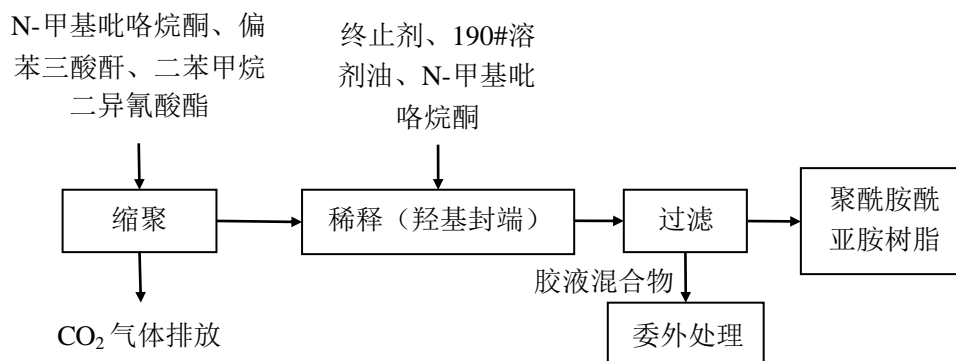 N-甲基吡咯烷酮、偏
苯三酸酐、二苯甲烷
二异氰酸酯
终止剂、190#溶
剂油、N-甲基吡
咯烷酮
缩聚
稀释（羟基封端）
过滤
聚酰胺酰
亚胺树脂
胶液混合物
CO₂气体排放
委外处理